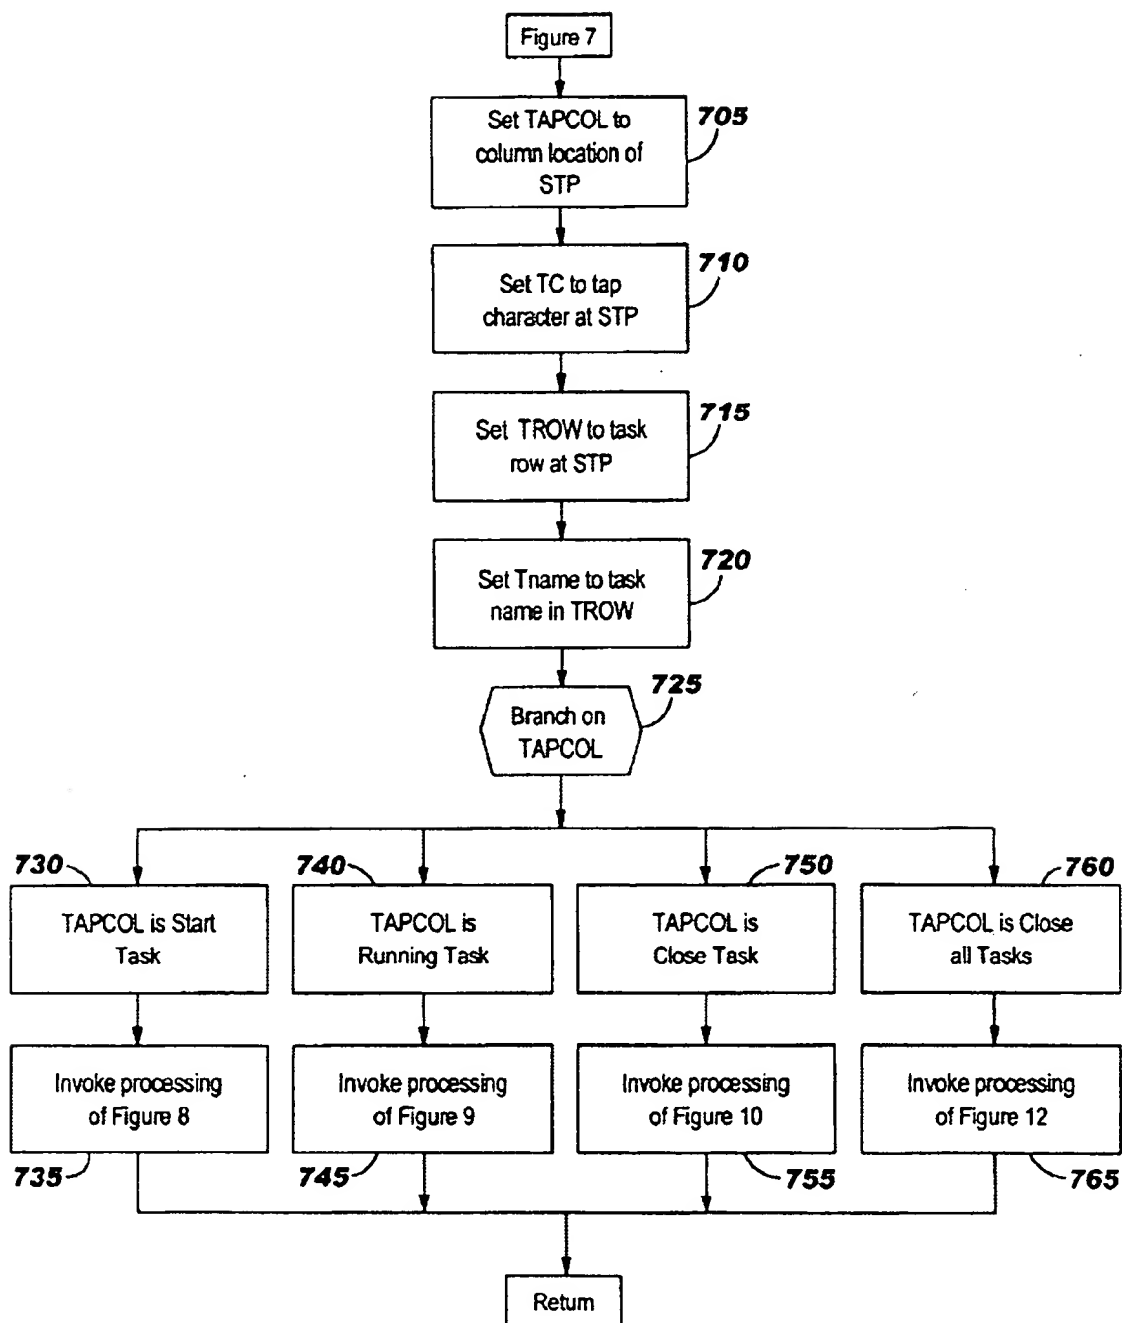 Figure 7
Set TAPCOL to
column location of
STP
705
Set TC to tap
character at STP
710
Set TROW to task
row at STP
715
Set Tname to task
name in TROW
720
Branch on
TAPCOL
725
730
TAPCOL is Start
Task
740
TAPCOL is
Running Task
750
TAPCOL is
Close Task
760
TAPCOL is Close
all Tasks
Invoke processing
of Figure 8
735
Invoke processing
of Figure 9
745
Invoke processing
of Figure 10
755
Invoke processing
of Figure 12
765
Return